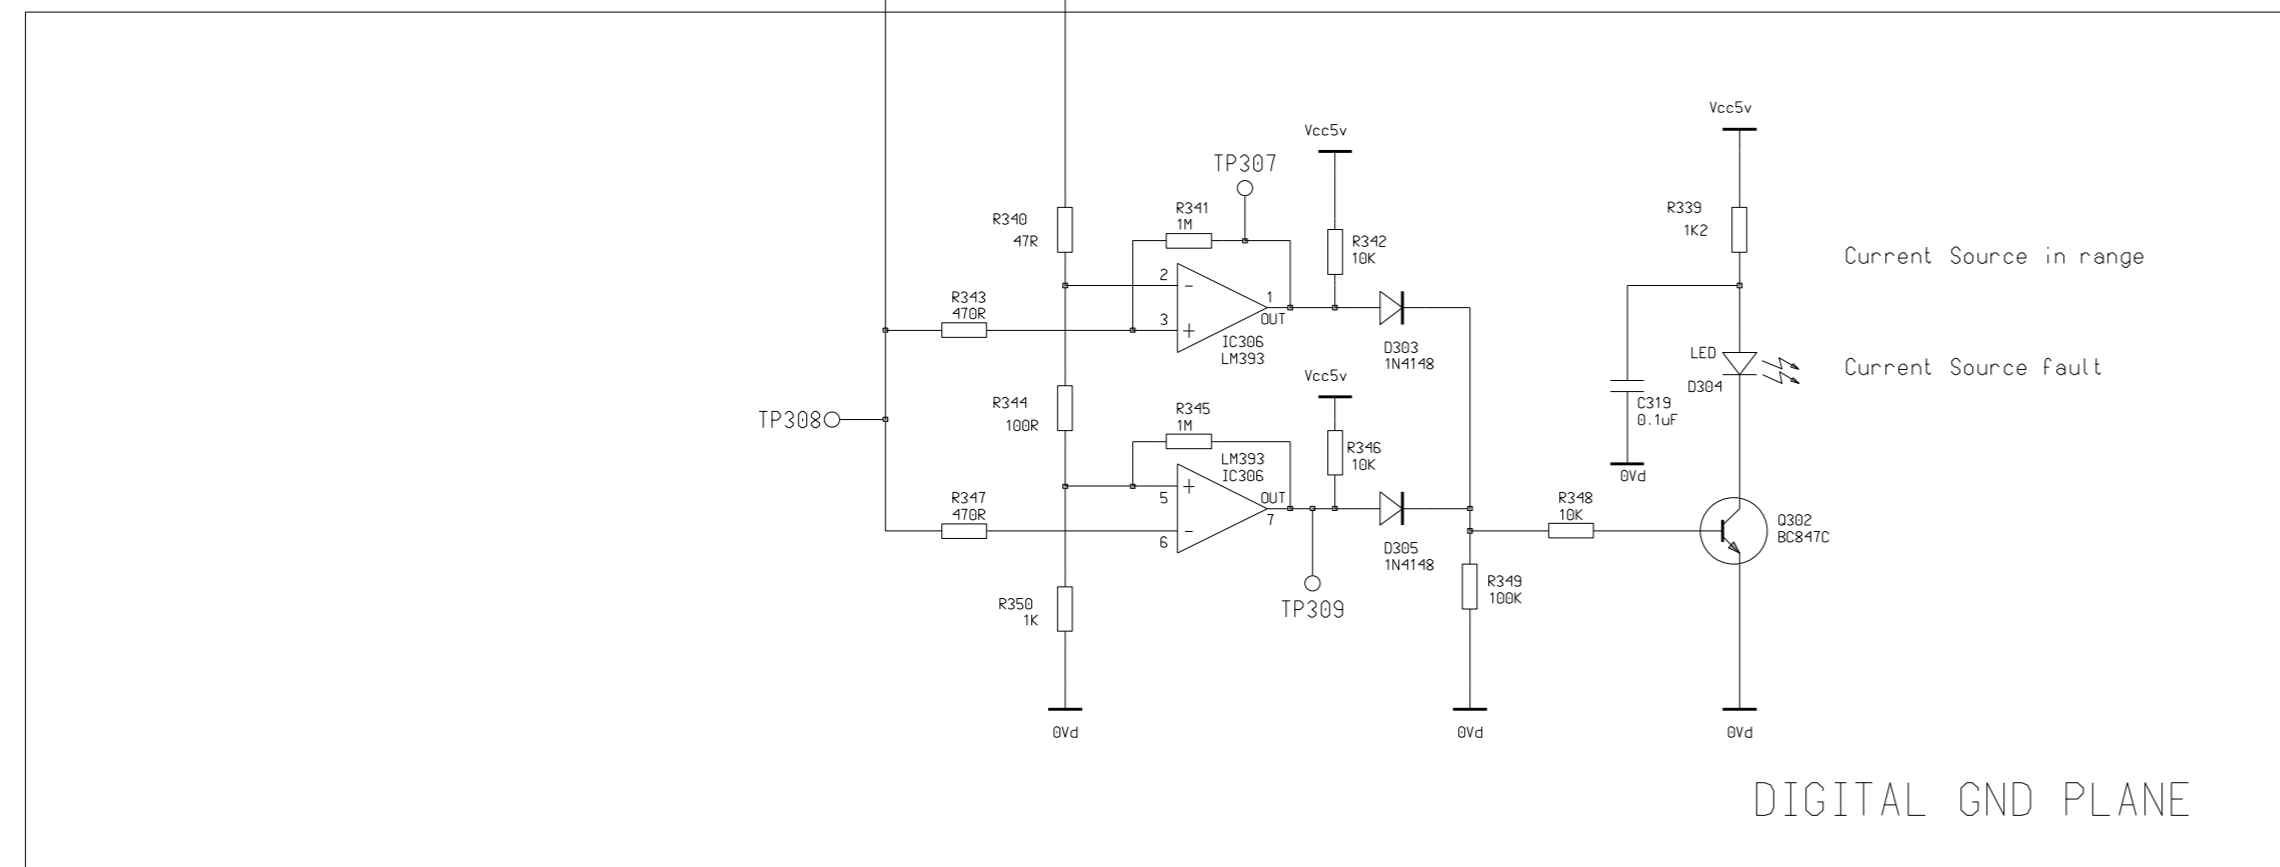 Vcc5v
Vcc5v
TP307
R341
1M
R340
47R
R342
10K
R339
1K2
Current Source in range
2
-
R343
470R
3
+
1
OUT
IC306
LM393
D303
1N4148
Vcc5v
LED
D304
Current Source fault
R344
100R
R345
1M
C319
0.1uF
TP308
LM393
IC306
R346
10K
0Vd
+
5
OUT
7
R347
470R
-
6
R348
10K
Q302
BC847C
D305
1N4148
R349
100K
TP309
R350
1K
0Vd
0Vd
0Vd
DIGITAL GND PLANE